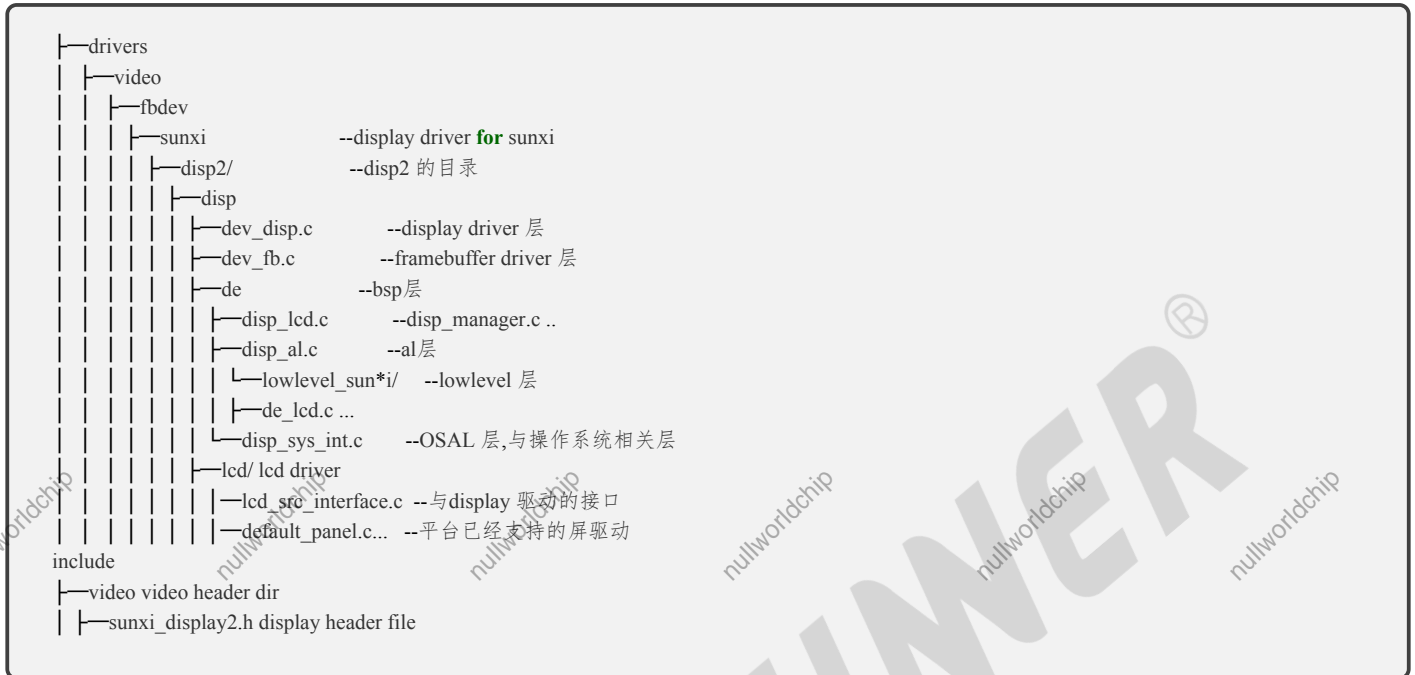 ├──drivers
│ ├──video
│ │ ├──fbdev
│ │ │ ├──sunxi --display driver for sunxi
│ │ │ │ ├──disp2/ --disp2 的目录
│ │ │ │ │ ├──disp
│ │ │ │ │ │ ├──dev_disp.c --display driver 层
│ │ │ │ │ │ ├──dev_fb.c --framebuffer driver 层
│ │ │ │ │ │ ├──de --bsp层
│ │ │ │ │ │ │ ├──disp_lcd.c --disp_manager.c ..
│ │ │ │ │ │ │ ├──disp_al.c --al层
│ │ │ │ │ │ │ │ └──lowlevel_sun*i/ --lowlevel 层
│ │ │ │ │ │ │ │ ├──de_lcd.c ...
│ │ │ │ │ │ │ └──disp_sys_int.c --OSAL 层,与操作系统相关层
│ │ │ │ │ │ ├──lcd/ lcd driver
│ │ │ │ │ │ │ ├──lcd_src_interface.c --与display 驱动的接口
│ │ │ │ │ │ │ ├──default_panel.c... --平台已经支持的屏驱动
include
├──video video header dir
│ ├──sunxi_display2.h display header file
nullworldchip
nullworldchip
nullworldchip
nullworldchip
®